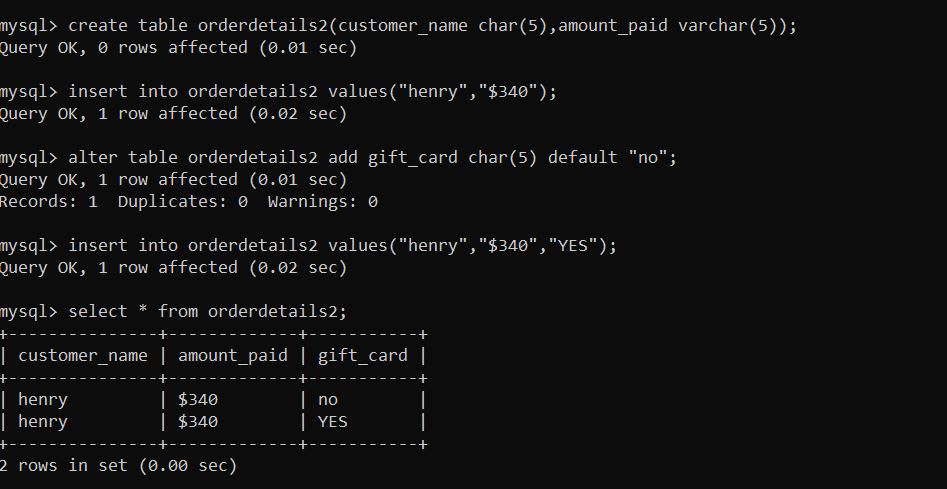 mysql> create table orderdetails2(customer_name char(5),amount_paid varchar(5));
Query OK, 0 rows affected (0.01 sec)
mysql> insert into orderdetails2 values("henry","$340");
Query OK, 1 row affected (0.02 sec)
mysql> alter table orderdetails2 add gift_card char(5) default "no";
Query OK, 1 row affected (0.01 sec)
Records: 1  Duplicates: 0  Warnings: 0
mysql> insert into orderdetails2 values("henry","$340","YES");
Query OK, 1 row affected (0.02 sec)
mysql> select * from orderdetails2;
+---------------+-------------+-----------+
| customer_name | amount_paid | gift_card |
+---------------+-------------+-----------+
| henry         | $340        | no        |
| henry         | $340        | YES       |
+---------------+-------------+-----------+
2 rows in set (0.00 sec)